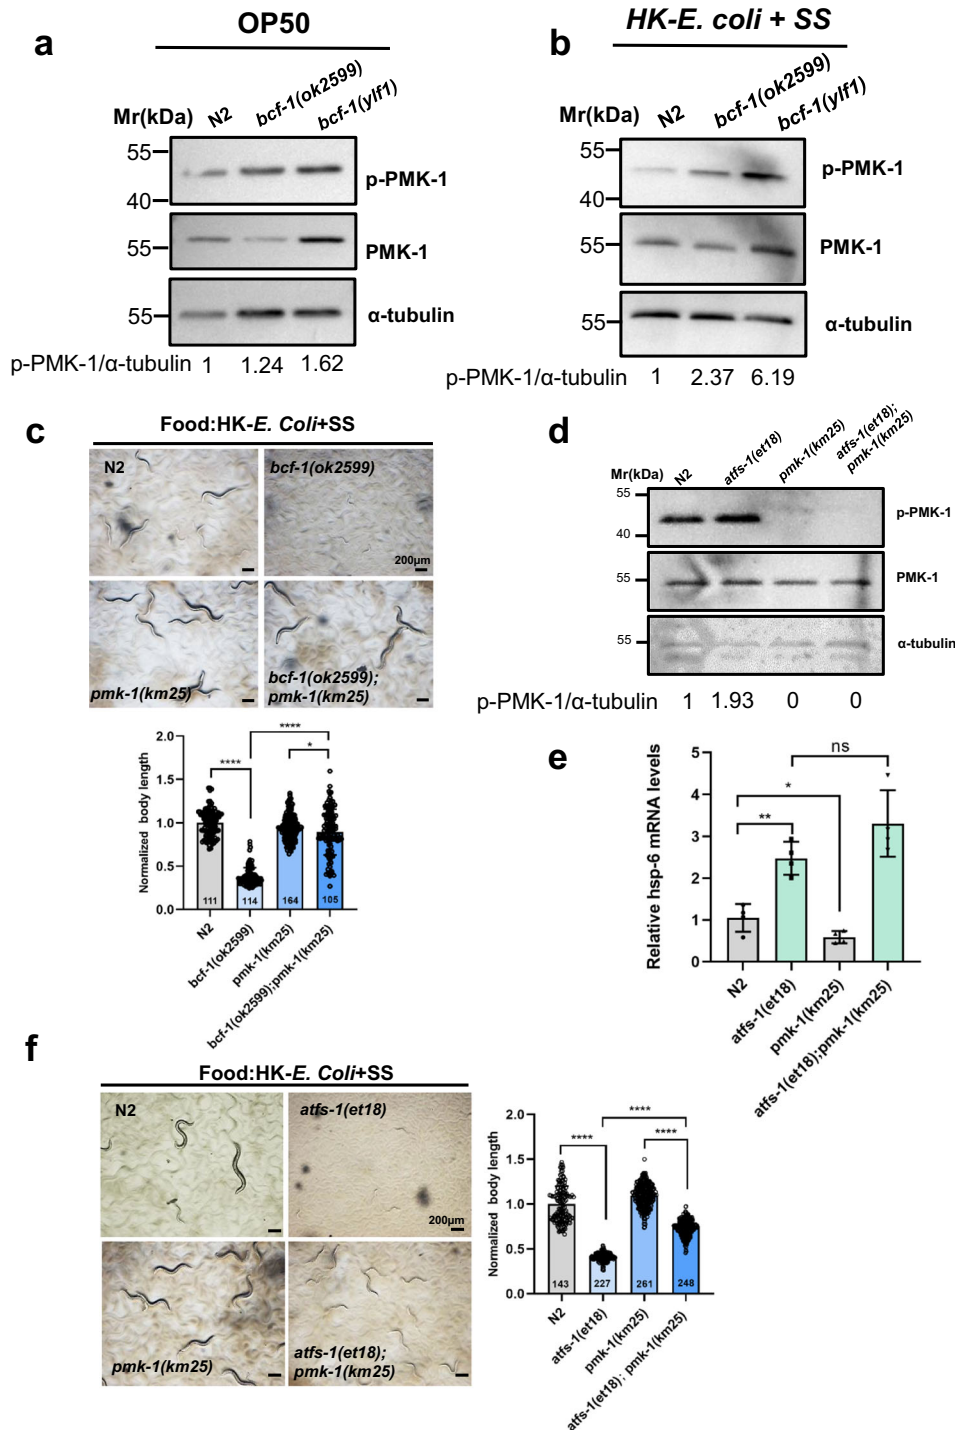 OP50
HK-E. coli + SS
a
b
N2
bcf-1(ok2599)
bcf-1(ylf1)
Mr(kDa)
55
40
p-PMK-1
55
PMK-1
55
α-tubulin
p-PMK-1/α-tubulin 1 1.24 1.62
N2
bcf-1(ok2599)
bcf-1(ylf1)
Mr(kDa)
55
40
p-PMK-1
55
PMK-1
55
α-tubulin
p-PMK-1/α-tubulin 1 2.37 6.19
c
Food:HK-E. Coli+SS
N2
bcf-1(ok2599)
200μm
pmk-1(km25)
bcf-1(ok2599);
pmk-1(km25)
Normalized body length
2.0
1.5
1.0
0.5
0.0
****
****
*
111 114 164 105
N2
bcf-1(ok2599)
pmk-1(km25)
bcf-1(ok2599);pmk-1(km25)
d
N2
atfs-1(et18)
pmk-1(km25)
atfs-1(et18);
pmk-1(km25)
Mr(kDa)
55
40
p-PMK-1
55
PMK-1
55
α-tubulin
p-PMK-1/α-tubulin 1 1.93 0 0
e
Relative hsp-6 mRNA levels
5
4
3
2
1
0
ns
*
**
N2
atfs-1(et18)
pmk-1(km25)
atfs-1(et18);pmk-1(km25)
f
Food:HK-E. Coli+SS
N2
atfs-1(et18)
200μm
pmk-1(km25)
atfs-1(et18);
pmk-1(km25)
Normalized body length
2.0
1.5
1.0
0.5
0.0
****
****
****
143 227 261 248
N2
atfs-1(et18)
pmk-1(km25)
atfs-1(et18); pmk-1(km25)